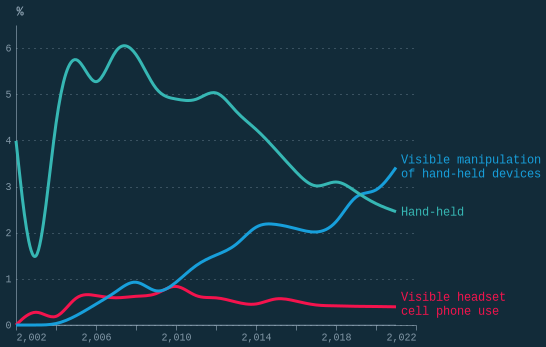 %
6
5
4
3
2
1
0
Visible manipulation
of hand-held devices
Hand-held
Visible headset
cell phone use
2,002 2,006 2,010 2,014 2,018 2,022